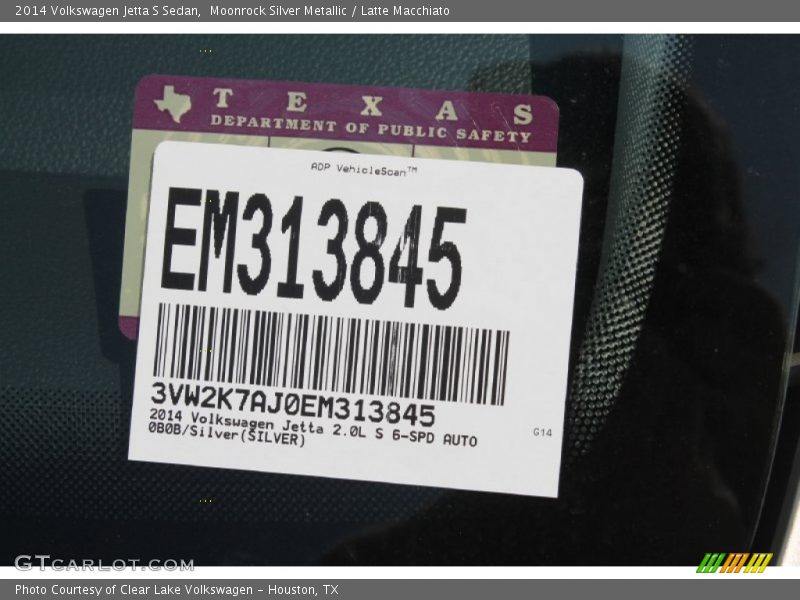 2014 Volkswagen Jetta S Sedan,  Moonrock Silver Metallic / Latte Macchiato
TEXAS
DEPARTMENT OF PUBLIC SAFETY
ADP VehicleScan™
EM313845
3VW2K7AJ0EM313845
2014 Volkswagen Jetta 2.0L S 6-SPD AUTO
0B0B/Silver(SILVER)
G14
GTCARLOT.COM
Photo Courtesy of Clear Lake Volkswagen – Houston, TX